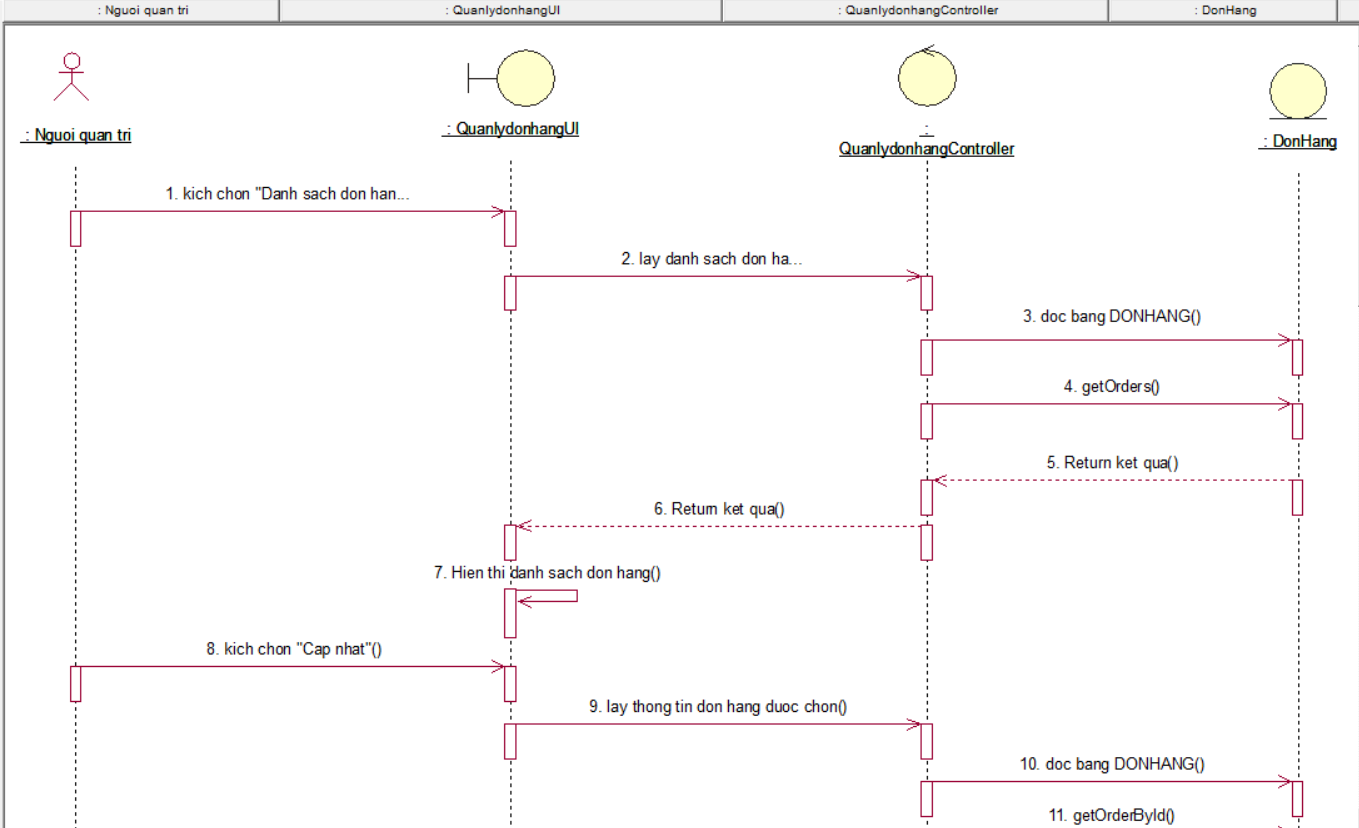 : Nguoi quan tri
: QuanlydonhangUI
: QuanlydonhangController
: DonHang
: Nguoi quan tri
: QuanlydonhangUI
:
QuanlydonhangController
: DonHang
1. kich chon "Danh sach don han...
2. lay danh sach don ha...
3. doc bang DONHANG()
4. getOrders()
5. Return ket qua()
6. Return ket qua()
7. Hien thi danh sach don hang()
8. kich chon "Cap nhat"()
9. lay thong tin don hang duoc chon()
10. doc bang DONHANG()
11. getOrderById()